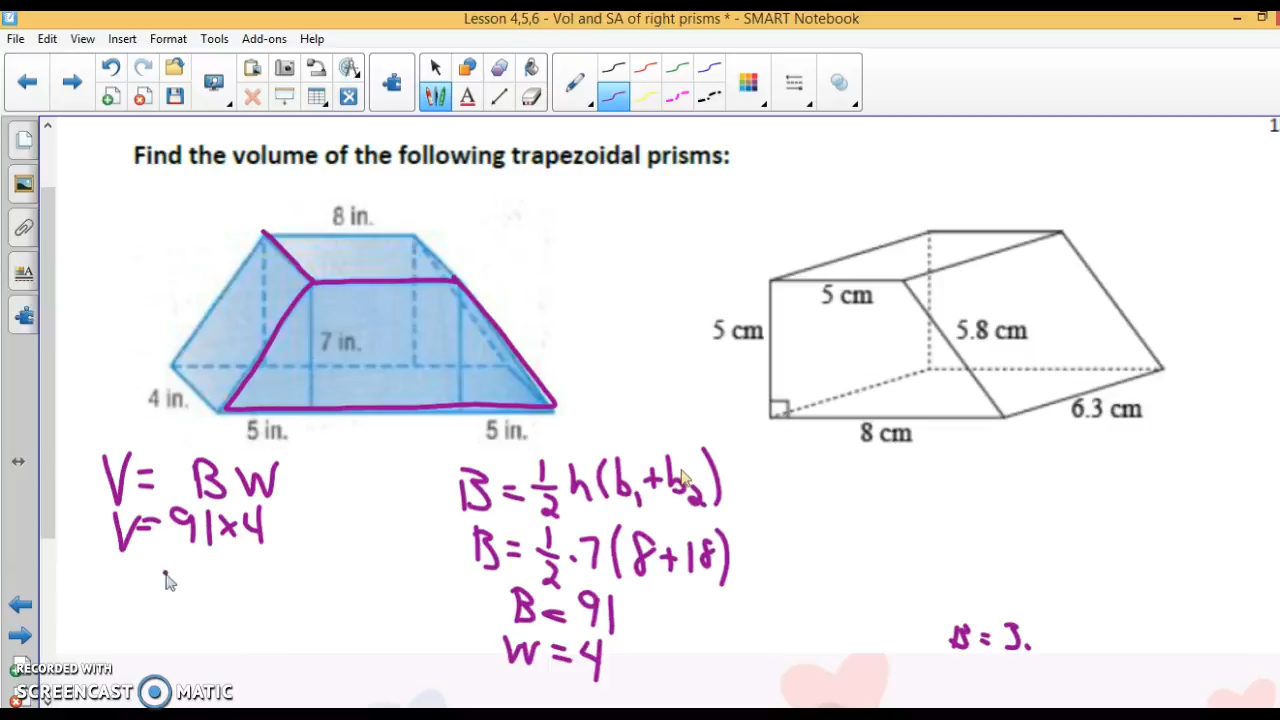 Lesson 4,5,6 - Vol and SA of right prisms * - SMART Notebook
File Edit View Insert Format Tools Add-ons Help
Find the volume of the following trapezoidal prisms:
8 in.
7 in.
4 in.
5 in. 5 in.
5 cm
5 cm
5.8 cm
6.3 cm
8 cm
V = B W
V = 91 x 4
B = 1/2 h (b₁ + b₂)
B = 1/2 · 7 (8 + 18)
B = 91
W = 4
B = 3.
RECORDED WITH
SCREENCAST MATIC